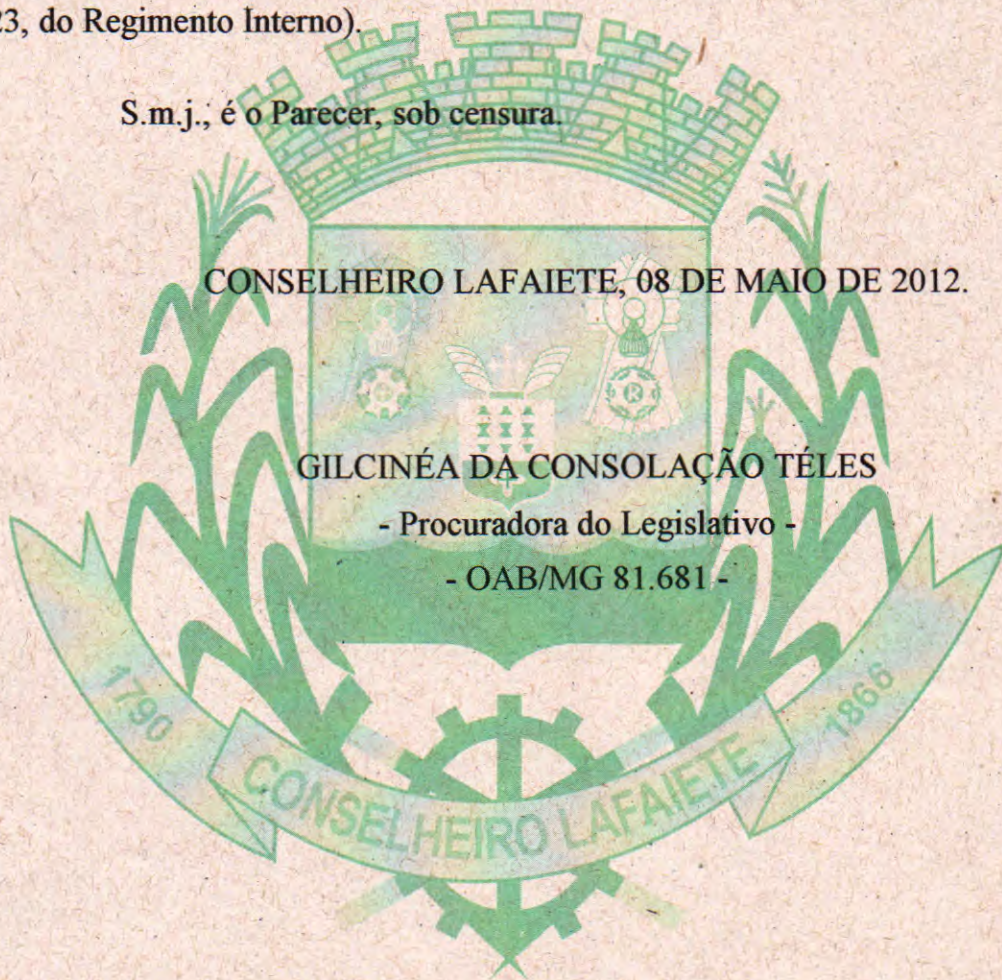 23, do Regimento Interno).
S.m.j., é o Parecer, sob censura.
CONSELHEIRO LAFAIETE, 08 DE MAIO DE 2012.
GILCINÉA DA CONSOLAÇÃO TÉLES
- Procuradora do Legislativo -
- OAB/MG 81.681 -
1790
1866
CONSELHEIRO LAFAIETE